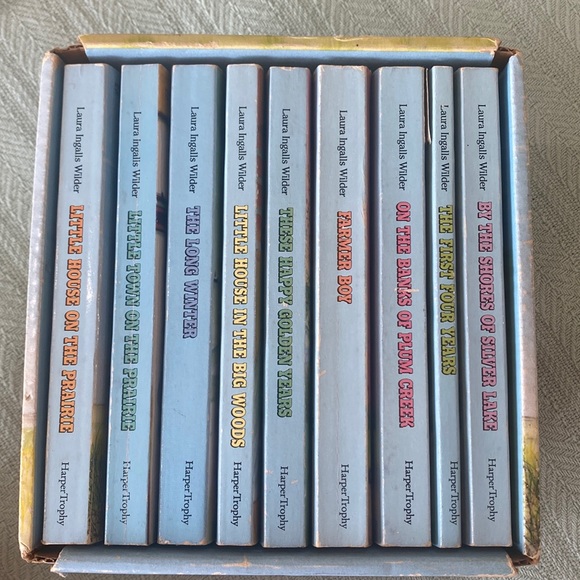 Laura Ingalls Wilder
LITTLE HOUSE ON THE PRAIRIE
HarperTrophy
Laura Ingalls Wilder
LITTLE TOWN ON THE PRAIRIE
HarperTrophy
Laura Ingalls Wilder
THE LONG WINTER
HarperTrophy
Laura Ingalls Wilder
LITTLE HOUSE IN THE BIG WOODS
HarperTrophy
Laura Ingalls Wilder
THESE HAPPY GOLDEN YEARS
HarperTrophy
Laura Ingalls Wilder
FARMER BOY
HarperTrophy
Laura Ingalls Wilder
ON THE BANKS OF PLUM CREEK
HarperTrophy
Laura Ingalls Wilder
THE FIRST FOUR YEARS
HarperTrophy
Laura Ingalls Wilder
BY THE SHORES OF SILVER LAKE
HarperTrophy